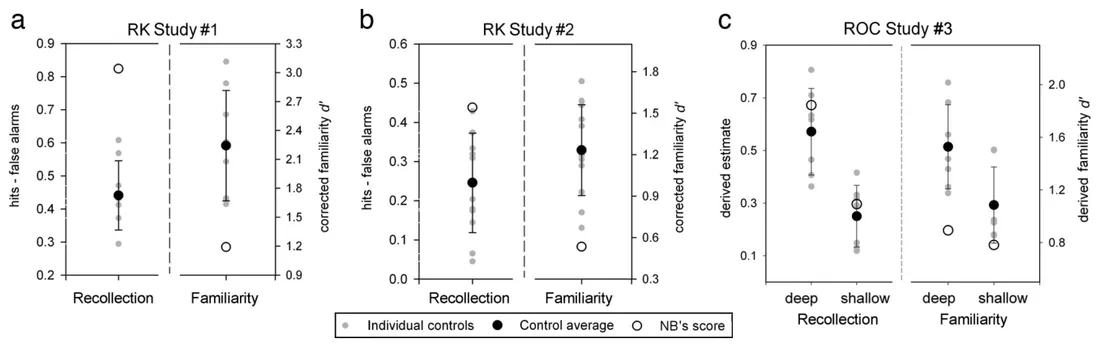 a
RK Study #1
hits - false alarms
0.9
0.8
0.7
0.6
0.5
0.4
0.3
0.2
3.3
3.0
2.7
2.4
2.1
1.8
1.5
1.2
0.9
corrected familiarity d'
Recollection
Familiarity
b
RK Study #2
hits - false alarms
0.6
0.5
0.4
0.3
0.2
0.1
0.0
1.8
1.5
1.2
0.9
0.6
0.3
corrected familiarity d'
Recollection
Familiarity
c
ROC Study #3
derived estimate
0.9
0.7
0.5
0.3
0.1
2.0
1.6
1.2
0.8
derived familiarity d'
deep
shallow
deep
shallow
Recollection
Familiarity
Individual controls
Control average
NB's score